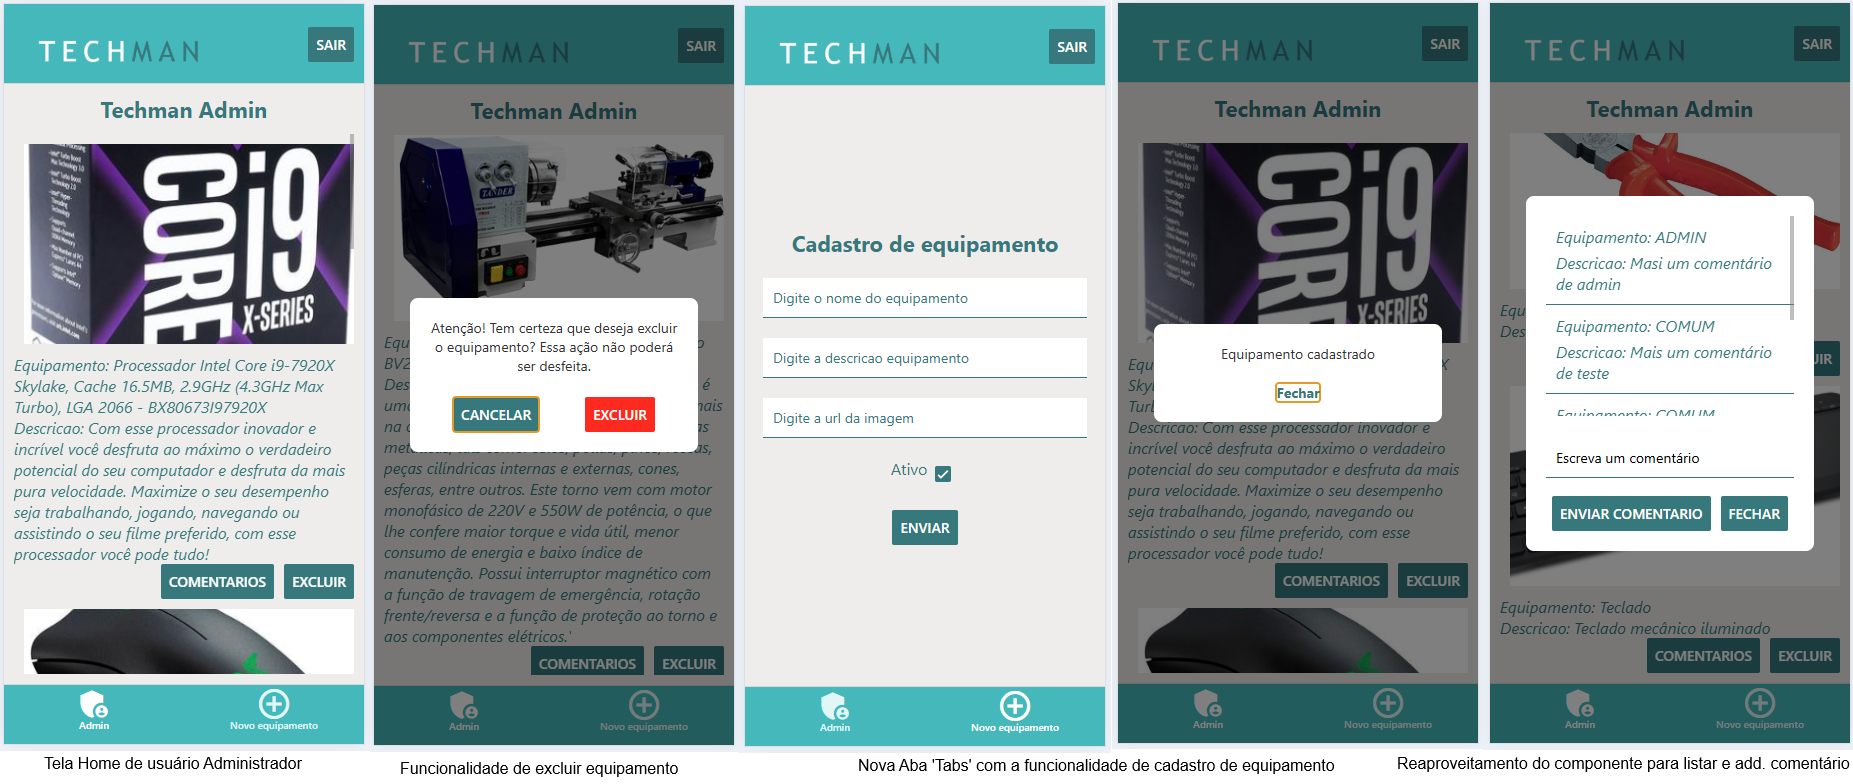 TECHMAN
SAIR
Techman Admin
CORE
i9
X-SERIES
Equipamento: Processador Intel Core i9-7920X
Skylake, Cache 16.5MB, 2.9GHz (4.3GHz Max
Turbo), LGA 2066 - BX80673I97920X
Descricao: Com esse processador inovador e
incrível você desfruta ao máximo o verdadeiro
potencial do seu computador e desfruta da mais
pura velocidade. Maximize o seu desempenho
seja trabalhando, jogando, navegando ou
assistindo o seu filme preferido, com esse
processador você pode tudo!
COMENTARIOS EXCLUIR
Admin
Novo equipamento
Tela Home de usuário Administrador
TECHMAN
SAIR
Techman Admin
TANDER
Atenção! Tem certeza que deseja excluir
o equipamento? Essa ação não poderá
ser desfeita.
CANCELAR EXCLUIR
peças cilíndricas internas e externas, cones,
esferas, entre outros. Este torno vem com motor
monofásico de 220V e 550W de potência, o que
lhe confere maior torque e vida útil, menor
consumo de energia e baixo índice de
manutenção. Possui interruptor magnético com
a função de travagem de emergência, rotação
frente/reversa e a função de proteção ao torno e
aos componentes elétricos.'
COMENTARIOS EXCLUIR
Admin
Novo equipamento
Funcionalidade de excluir equipamento
TECHMAN
SAIR
Cadastro de equipamento
Digite o nome do equipamento
Digite a descricao equipamento
Digite a url da imagem
Ativo
ENVIAR
Admin
Novo equipamento
TECHMAN
SAIR
Techman Admin
CORE
i9
X-SERIES
Equipamento cadastrado
Fechar
Descricao: Com esse processador inovador e
incrível você desfruta ao máximo o verdadeiro
potencial do seu computador e desfruta da mais
pura velocidade. Maximize o seu desempenho
seja trabalhando, jogando, navegando ou
assistindo o seu filme preferido, com esse
processador você pode tudo!
COMENTARIOS EXCLUIR
Admin
Novo equipamento
Nova Aba 'Tabs' com a funcionalidade de cadastro de equipamento
TECHMAN
SAIR
Techman Admin
Equipamento: ADMIN
Descricao: Masi um comentário
de admin
Equipamento: COMUM
Descricao: Mais um comentário
de teste
Equipamento: COMUM
Escreva um comentário
ENVIAR COMENTARIO FECHAR
Equipamento: Teclado
Descricao: Teclado mecânico iluminado
COMENTARIOS EXCLUIR
Admin
Novo equipamento
Reaproveitamento do componente para listar e add. comentário